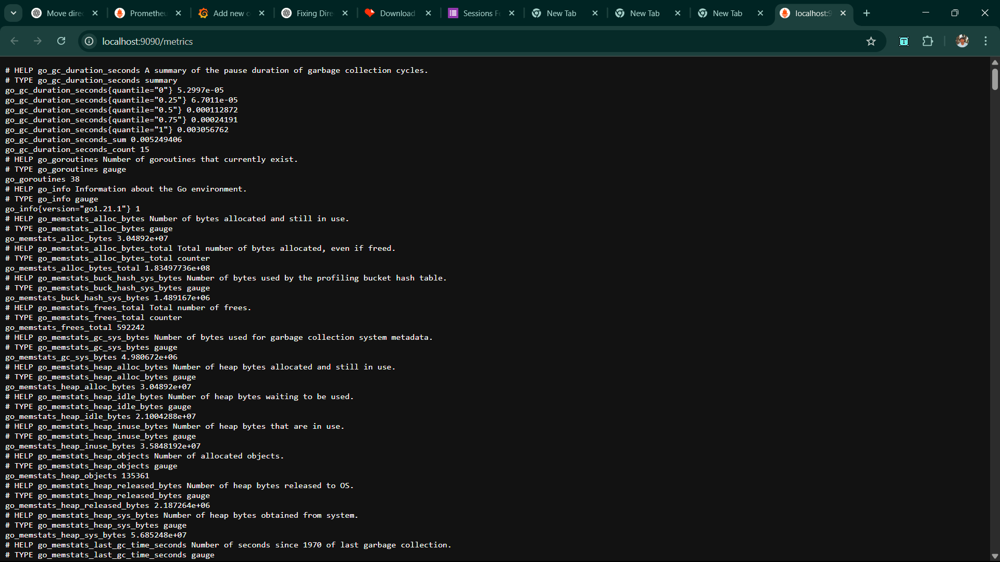 Move direc
Prometheu
Add new c
Fixing Dire
Download
Sessions Fe
New Tab
New Tab
New Tab
localhost:9
localhost:9090/metrics
# HELP go_gc_duration_seconds A summary of the pause duration of garbage collection cycles.
# TYPE go_gc_duration_seconds summary
go_gc_duration_seconds{quantile="0"} 5.2997e-05
go_gc_duration_seconds{quantile="0.25"} 6.7011e-05
go_gc_duration_seconds{quantile="0.5"} 0.000112872
go_gc_duration_seconds{quantile="0.75"} 0.00024191
go_gc_duration_seconds{quantile="1"} 0.003056762
go_gc_duration_seconds_sum 0.005249406
go_gc_duration_seconds_count 15
# HELP go_goroutines Number of goroutines that currently exist.
# TYPE go_goroutines gauge
go_goroutines 38
# HELP go_info Information about the Go environment.
# TYPE go_info gauge
go_info{version="go1.21.1"} 1
# HELP go_memstats_alloc_bytes Number of bytes allocated and still in use.
# TYPE go_memstats_alloc_bytes gauge
go_memstats_alloc_bytes 3.04892e+07
# HELP go_memstats_alloc_bytes_total Total number of bytes allocated, even if freed.
# TYPE go_memstats_alloc_bytes_total counter
go_memstats_alloc_bytes_total 1.83497736e+08
# HELP go_memstats_buck_hash_sys_bytes Number of bytes used by the profiling bucket hash table.
# TYPE go_memstats_buck_hash_sys_bytes gauge
go_memstats_buck_hash_sys_bytes 1.489167e+06
# HELP go_memstats_frees_total Total number of frees.
# TYPE go_memstats_frees_total counter
go_memstats_frees_total 592242
# HELP go_memstats_gc_sys_bytes Number of bytes used for garbage collection system metadata.
# TYPE go_memstats_gc_sys_bytes gauge
go_memstats_gc_sys_bytes 4.980672e+06
# HELP go_memstats_heap_alloc_bytes Number of heap bytes allocated and still in use.
# TYPE go_memstats_heap_alloc_bytes gauge
go_memstats_heap_alloc_bytes 3.04892e+07
# HELP go_memstats_heap_idle_bytes Number of heap bytes waiting to be used.
# TYPE go_memstats_heap_idle_bytes gauge
go_memstats_heap_idle_bytes 2.1004288e+07
# HELP go_memstats_heap_inuse_bytes Number of heap bytes that are in use.
# TYPE go_memstats_heap_inuse_bytes gauge
go_memstats_heap_inuse_bytes 3.5848192e+07
# HELP go_memstats_heap_objects Number of allocated objects.
# TYPE go_memstats_heap_objects gauge
go_memstats_heap_objects 135361
# HELP go_memstats_heap_released_bytes Number of heap bytes released to OS.
# TYPE go_memstats_heap_released_bytes gauge
go_memstats_heap_released_bytes 2.187264e+06
# HELP go_memstats_heap_sys_bytes Number of heap bytes obtained from system.
# TYPE go_memstats_heap_sys_bytes gauge
go_memstats_heap_sys_bytes 5.685248e+07
# HELP go_memstats_last_gc_time_seconds Number of seconds since 1970 of last garbage collection.
# TYPE go_memstats_last_gc_time_seconds gauge